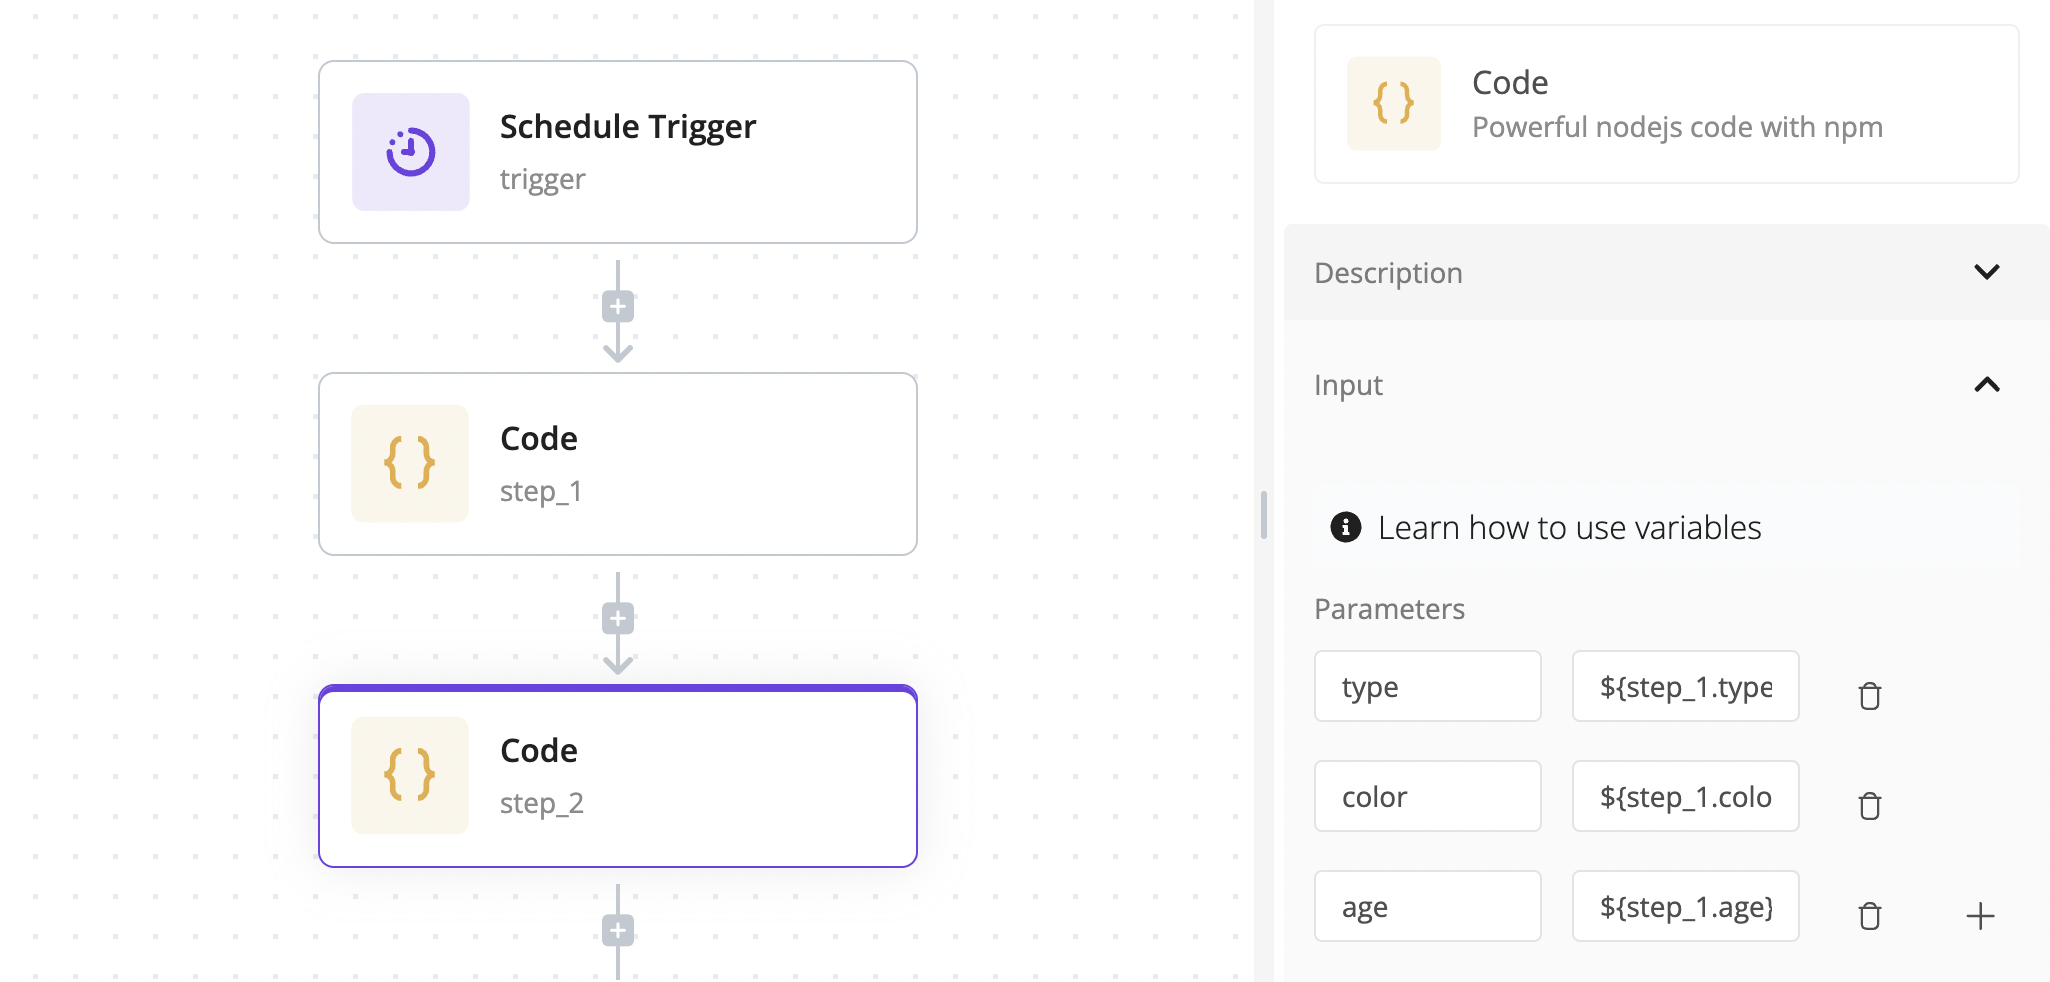 Schedule Trigger
trigger
Code
step_1
Code
step_2
Code
Powerful nodejs code with npm
Description
Input
Learn how to use variables
Parameters
type ${step_1.type
color ${step_1.colo
age ${step_1.age}